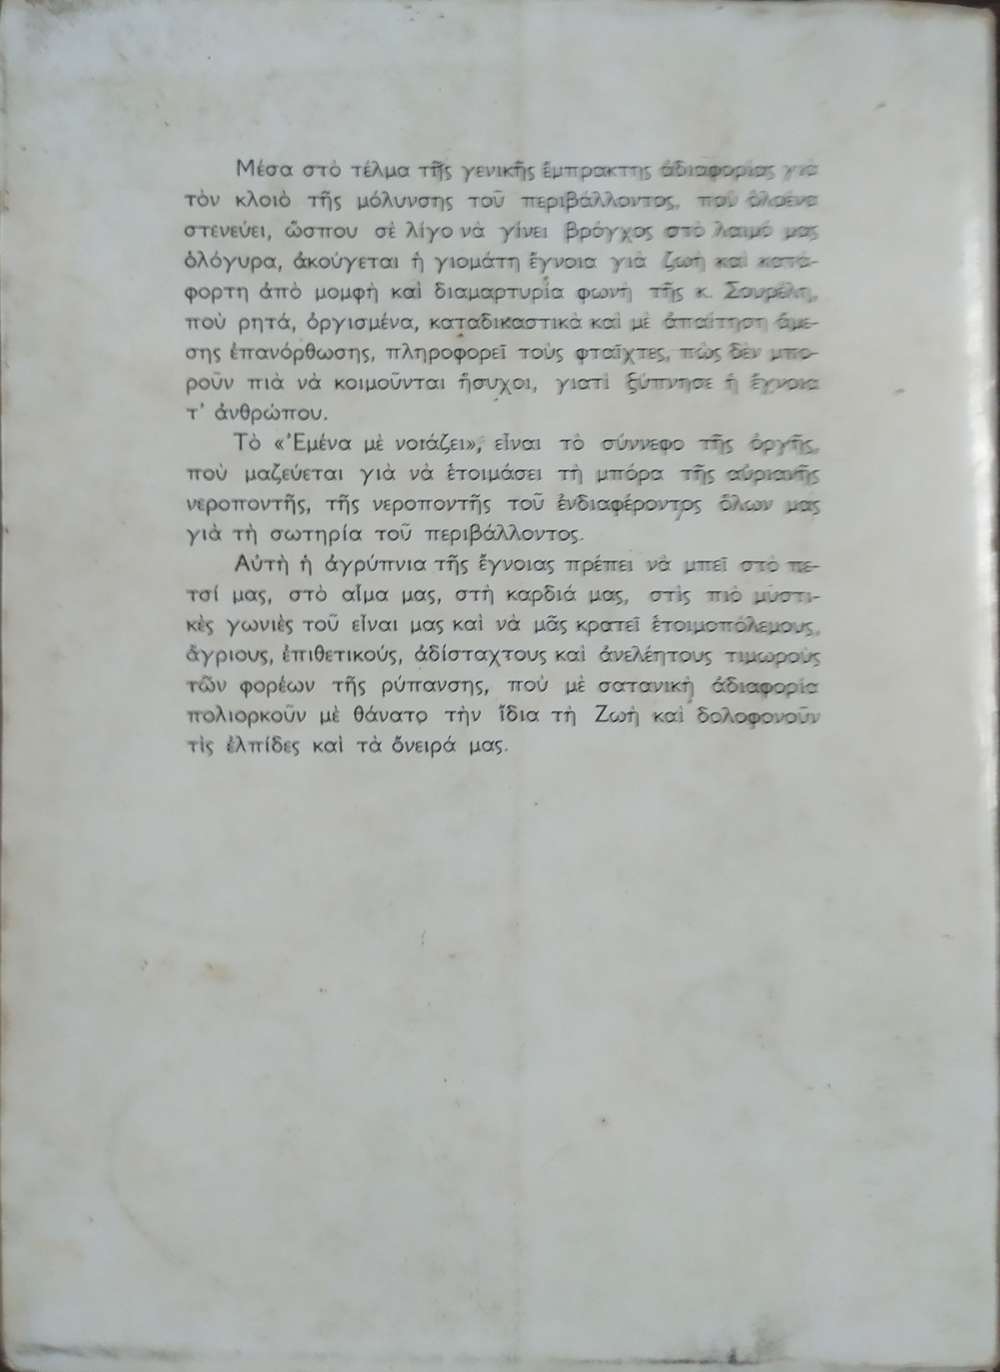 Μέσα στὸ τέλμα τῆς γενικῆς ἔμπρακτης ἀδιαφορίας γιὰ
τὸν κλοιὸ τῆς μόλυνσης τοῦ περιβάλλοντος, ποὺ ὁλοένα
στενεύει, ὥσπου σὲ λίγο νὰ γίνει βρόγχος στὸ λαιμό μας
ὁλόγυρα, ἀκούγεται ἡ γιομάτη ἔγνοια γιὰ ζωὴ καὶ κατά-
φορτη ἀπὸ μομφὴ καὶ διαμαρτυρία φωνὴ τῆς κ. Σουρέλη,
ποὺ ρητά, ὀργισμένα, καταδικαστικὰ καὶ μὲ ἀπαίτηση ἄμε-
σης ἐπανόρθωσης, πληροφορεῖ τοὺς φταῖχτες, πὼς δὲν μπο-
ροῦν πιὰ νὰ κοιμοῦνται ἥσυχοι, γιατὶ ξύπνησε ἡ ἔγνοια
τ' ἀνθρώπου.
Τὸ «Ἐμένα μὲ νοιάζει», εἶναι τὸ σύννεφο τῆς ὀργῆς,
ποὺ μαζεύεται γιὰ νὰ ἑτοιμάσει τὴ μπόρα τῆς αὐριανῆς
νεροποντῆς, τῆς νεροποντῆς τοῦ ἐνδιαφέροντος ὅλων μας
γιὰ τὴ σωτηρία τοῦ περιβάλλοντος.
Αὐτὴ ἡ ἀγρύπνια τῆς ἔγνοιας πρέπει νὰ μπεῖ στὸ πε-
τσί μας, στὸ αἷμα μας, στὴ καρδιά μας, στὶς πιὸ μυστι-
κὲς γωνιὲς τοῦ εἶναι μας καὶ νὰ μᾶς κρατεῖ ἑτοιμοπόλεμους,
ἄγριους, ἐπιθετικούς, ἀδίσταχτους καὶ ἀνελέητους τιμωροὺς
τῶν φορέων τῆς ρύπανσης, ποὺ μὲ σατανικὴ ἀδιαφορία
πολιορκοῦν μὲ θάνατο τὴν ἴδια τὴ Ζωὴ καὶ δολοφονοῦν
τὶς ἐλπίδες καὶ τὰ ὄνειρά μας.